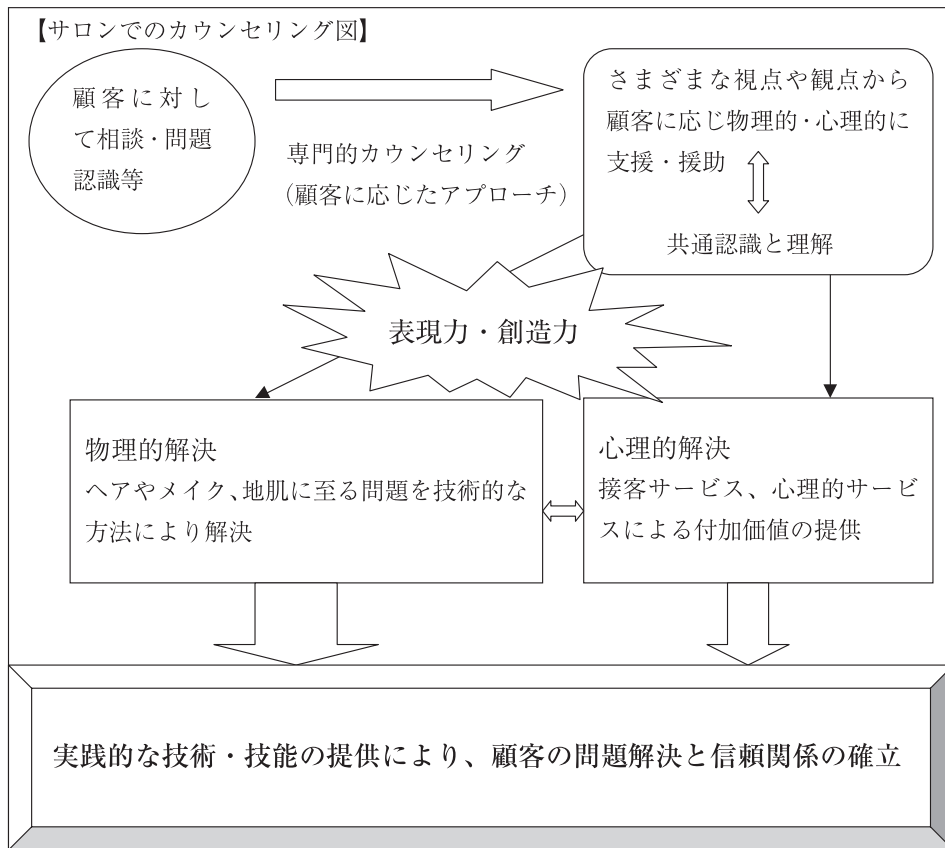 【サロンでのカウンセリング図】
顧客に対し
て相談・問題
認識等
専門的カウンセリング
（顧客に応じたアプローチ）
さまざまな視点や観点から
顧客に応じ物理的・心理的に
支援・援助
共通認識と理解
表現力・創造力
物理的解決
ヘアやメイク、地肌に至る問題を技術的な
方法により解決
心理的解決
接客サービス、心理的サービ
スによる付加価値の提供
実践的な技術・技能の提供により、顧客の問題解決と信頼関係の確立